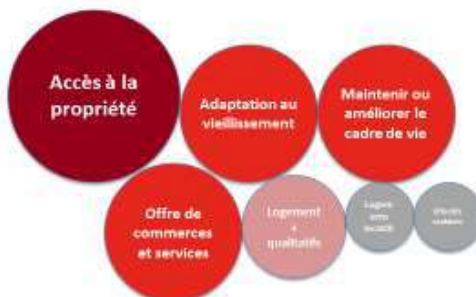 Accès à la
propriété
Adaptation au
vieillissement
Maintenir ou
améliorer le
cadre de vie
Offre de
commerces
et services
Logement
+
qualitatifs